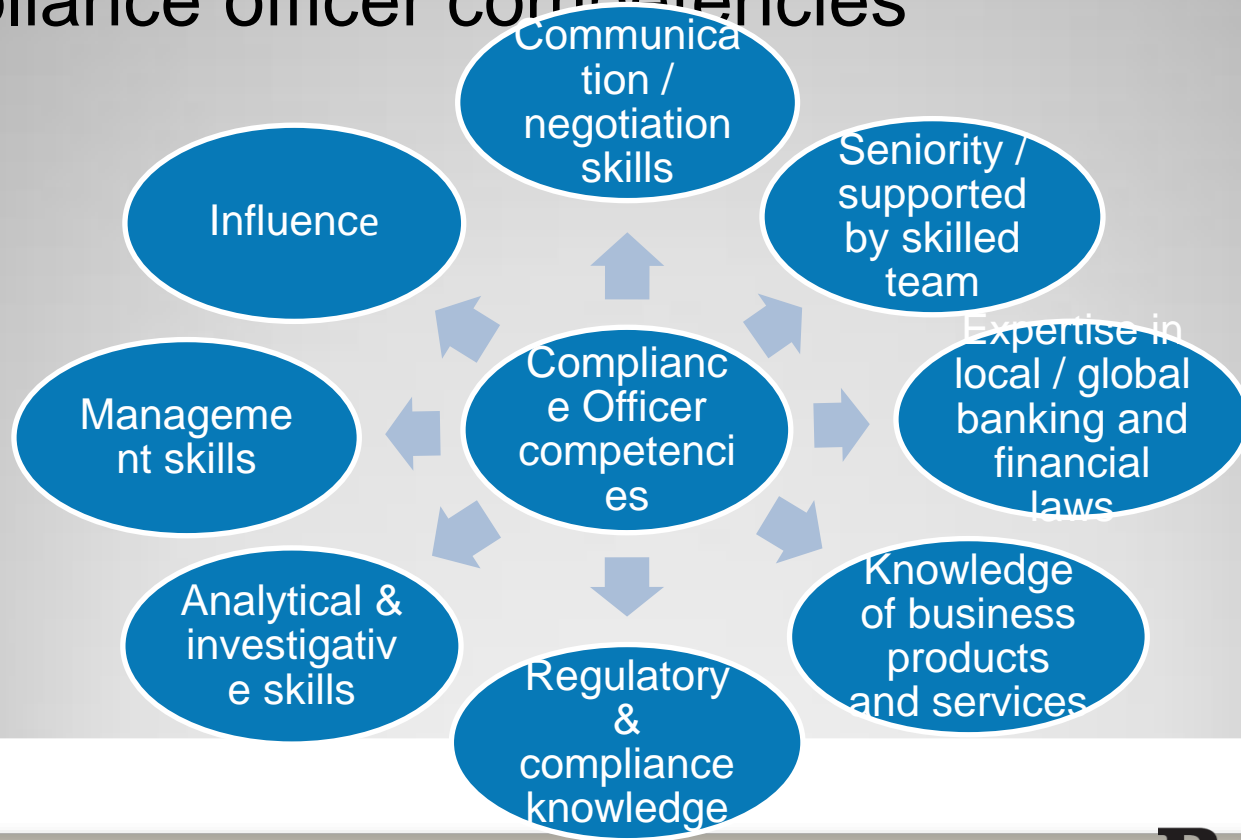 pliance officer competencies
Communica
tion /
negotiation
skills
Seniority /
supported
by skilled
team
Expertise in
local / global
banking and
financial
laws
Knowledge
of business
products
and services
Regulatory
&
compliance
knowledge
Analytical &
investigativ
e skills
Manageme
nt skills
Influence
Complianc
e Officer
competenci
es